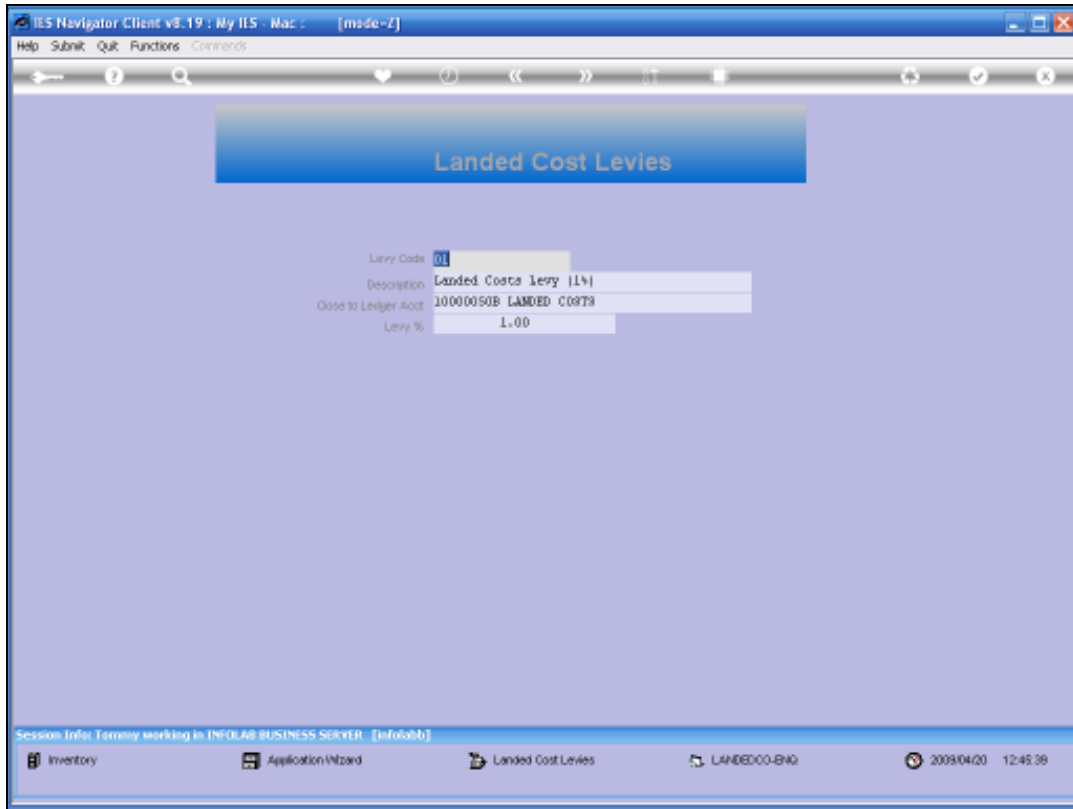 IES Navigator Client v8.19 : My IES - Mac : [mode=Z]
Help Submit Quit Functions Commends
Landed Cost Levies
Levy Code 01
Description Landed Costs levy (1%)
Close to Ledger Acct 10000050B LANDED COSTS
Levy % 1.00
Session Info: Tommy working in INFOLAB BUSINESS SERVER [infolabb]
Inventory Application Wizard Landed Cost Levies LANDEDCO-ENQ 2009/04/20 12:45:39